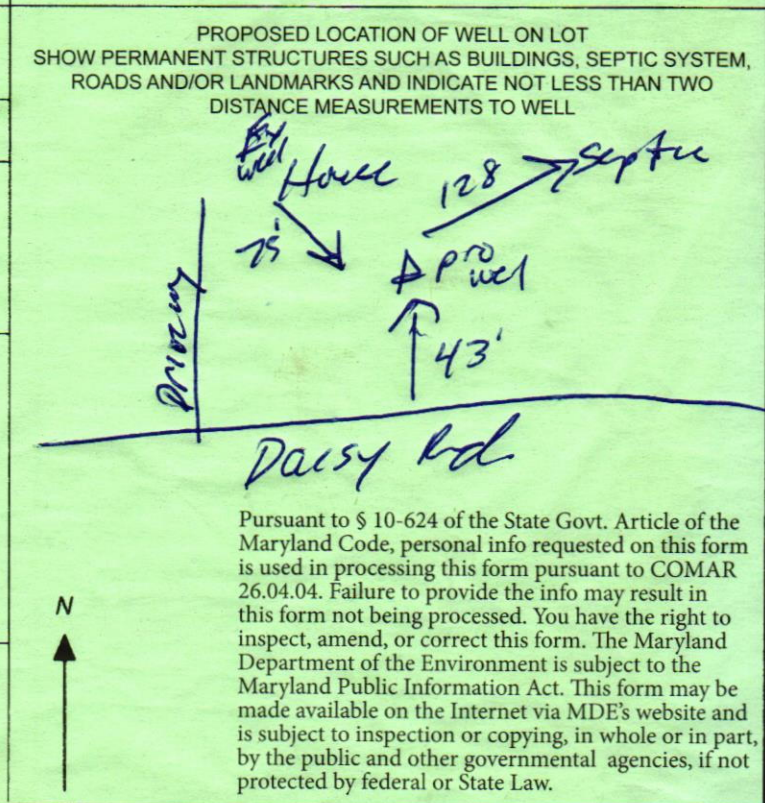 PROPOSED LOCATION OF WELL ON LOT
SHOW PERMANENT STRUCTURES SUCH AS BUILDINGS, SEPTIC SYSTEM,
ROADS AND/OR LANDMARKS AND INDICATE NOT LESS THAN TWO
DISTANCE MEASUREMENTS TO WELL
Ex
well
House
128
Septic
75'
pro
well
Driveway
43'
Daisy Rd.
Pursuant to § 10-624 of the State Govt. Article of the
Maryland Code, personal info requested on this form
is used in processing this form pursuant to COMAR
26.04.04. Failure to provide the info may result in
this form not being processed. You have the right to
inspect, amend, or correct this form. The Maryland
Department of the Environment is subject to the
Maryland Public Information Act. This form may be
made available on the Internet via MDE's website and
is subject to inspection or copying, in whole or in part,
by the public and other governmental agencies, if not
protected by federal or State Law.
N